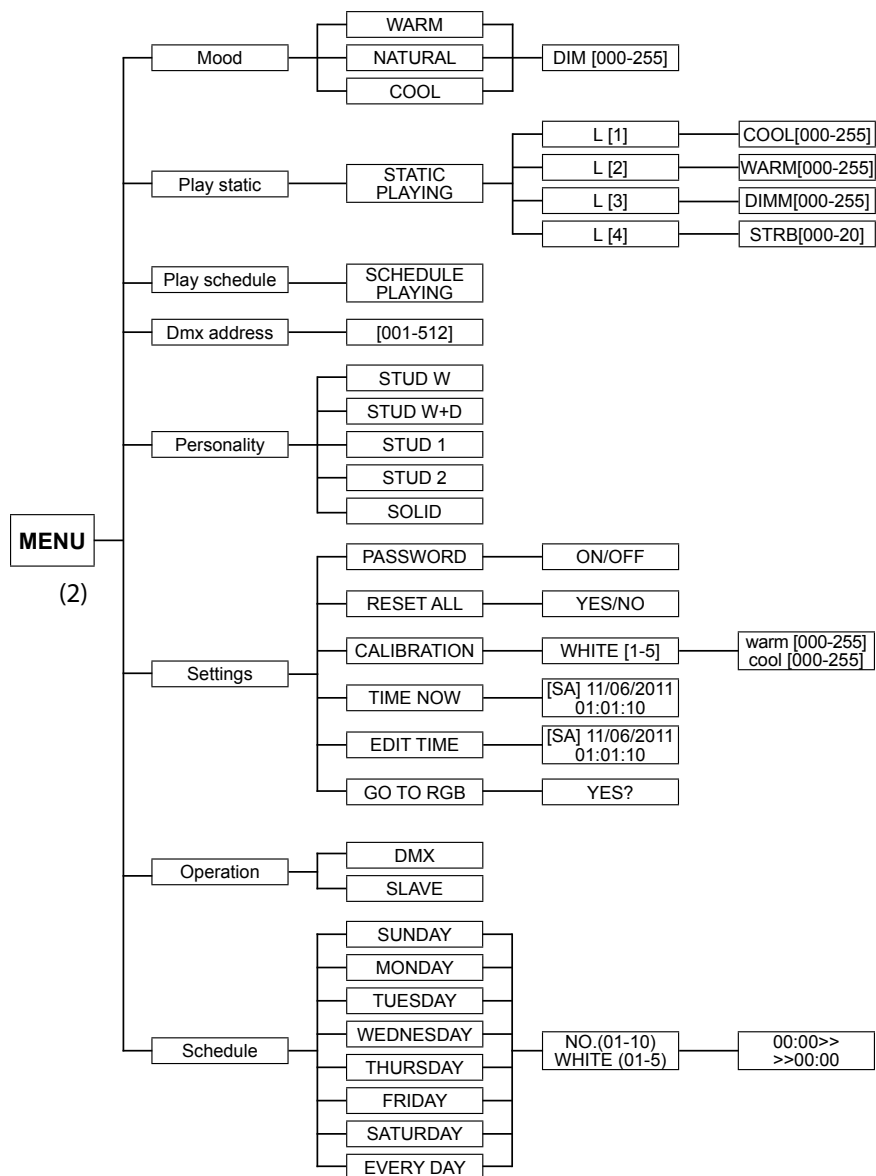 WARM
Mood
NATURAL
DIM [000-255]
COOL
L [1]
COOL[000-255]
Play static
STATIC
PLAYING
L [2]
WARM[000-255]
L [3]
DIMM[000-255]
L [4]
STRB[000-20]
Play schedule
SCHEDULE
PLAYING
Dmx address
[001-512]
STUD W
STUD W+D
Personality
STUD 1
STUD 2
SOLID
MENU
(2)
PASSWORD
ON/OFF
RESET ALL
YES/NO
CALIBRATION
WHITE [1-5]
warm [000-255]
cool [000-255]
Settings
TIME NOW
[SA] 11/06/2011
01:01:10
EDIT TIME
[SA] 11/06/2011
01:01:10
GO TO RGB
YES?
Operation
DMX
SLAVE
SUNDAY
MONDAY
TUESDAY
WEDNESDAY
Schedule
NO.(01-10)
WHITE (01-5)
00:00>>
>>00:00
THURSDAY
FRIDAY
SATURDAY
EVERY DAY